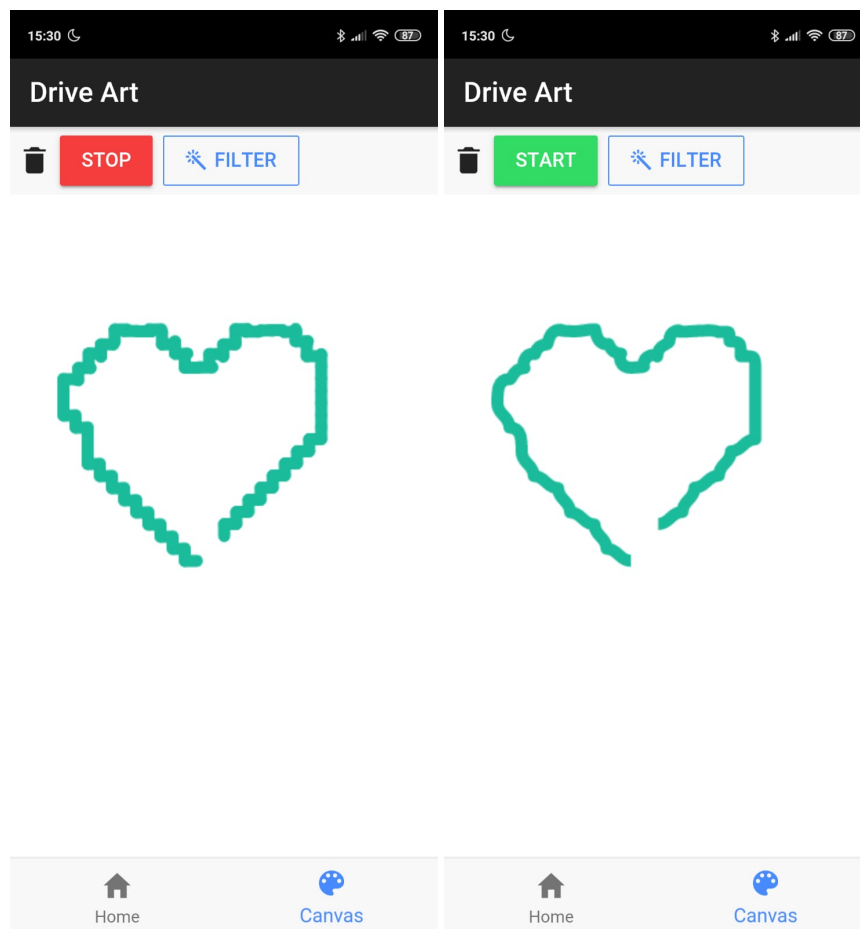 15:30
87
Drive Art
STOP
FILTER
Home
Canvas
15:30
87
Drive Art
START
FILTER
Home
Canvas